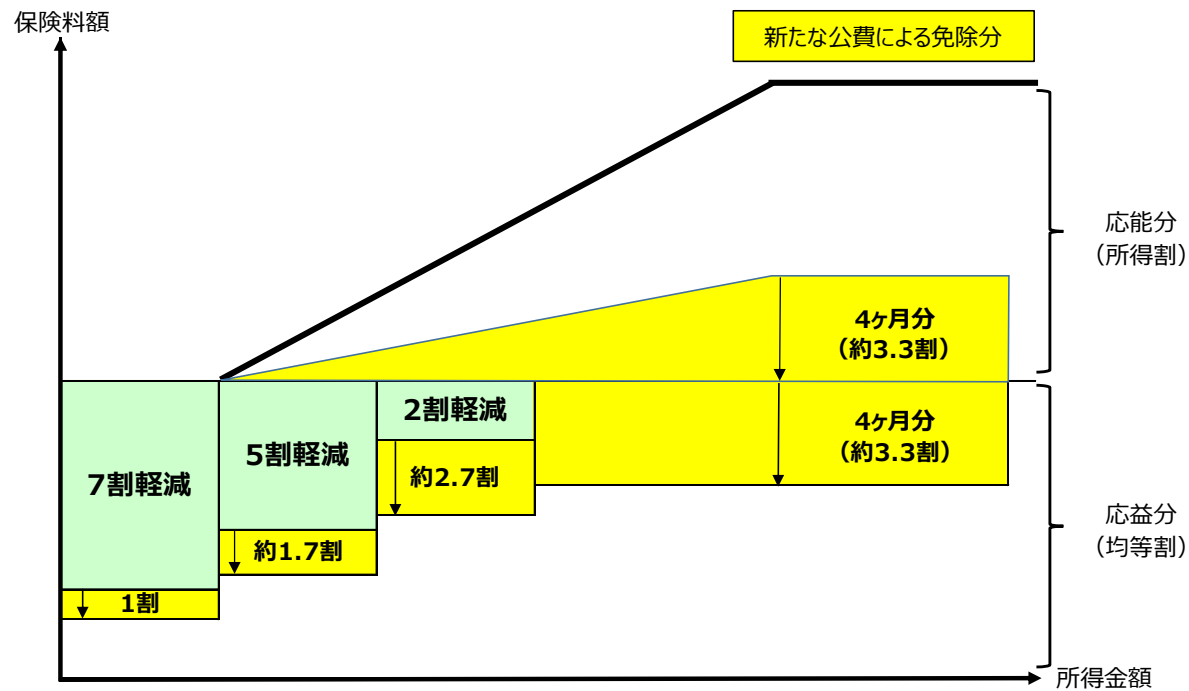 保険料額
新たな公費による免除分
応能分
（所得割）
4ヶ月分
（約3.3割）
7割軽減
5割軽減
2割軽減
4ヶ月分
（約3.3割）
約2.7割
約1.7割
1割
応益分
（均等割）
所得金額